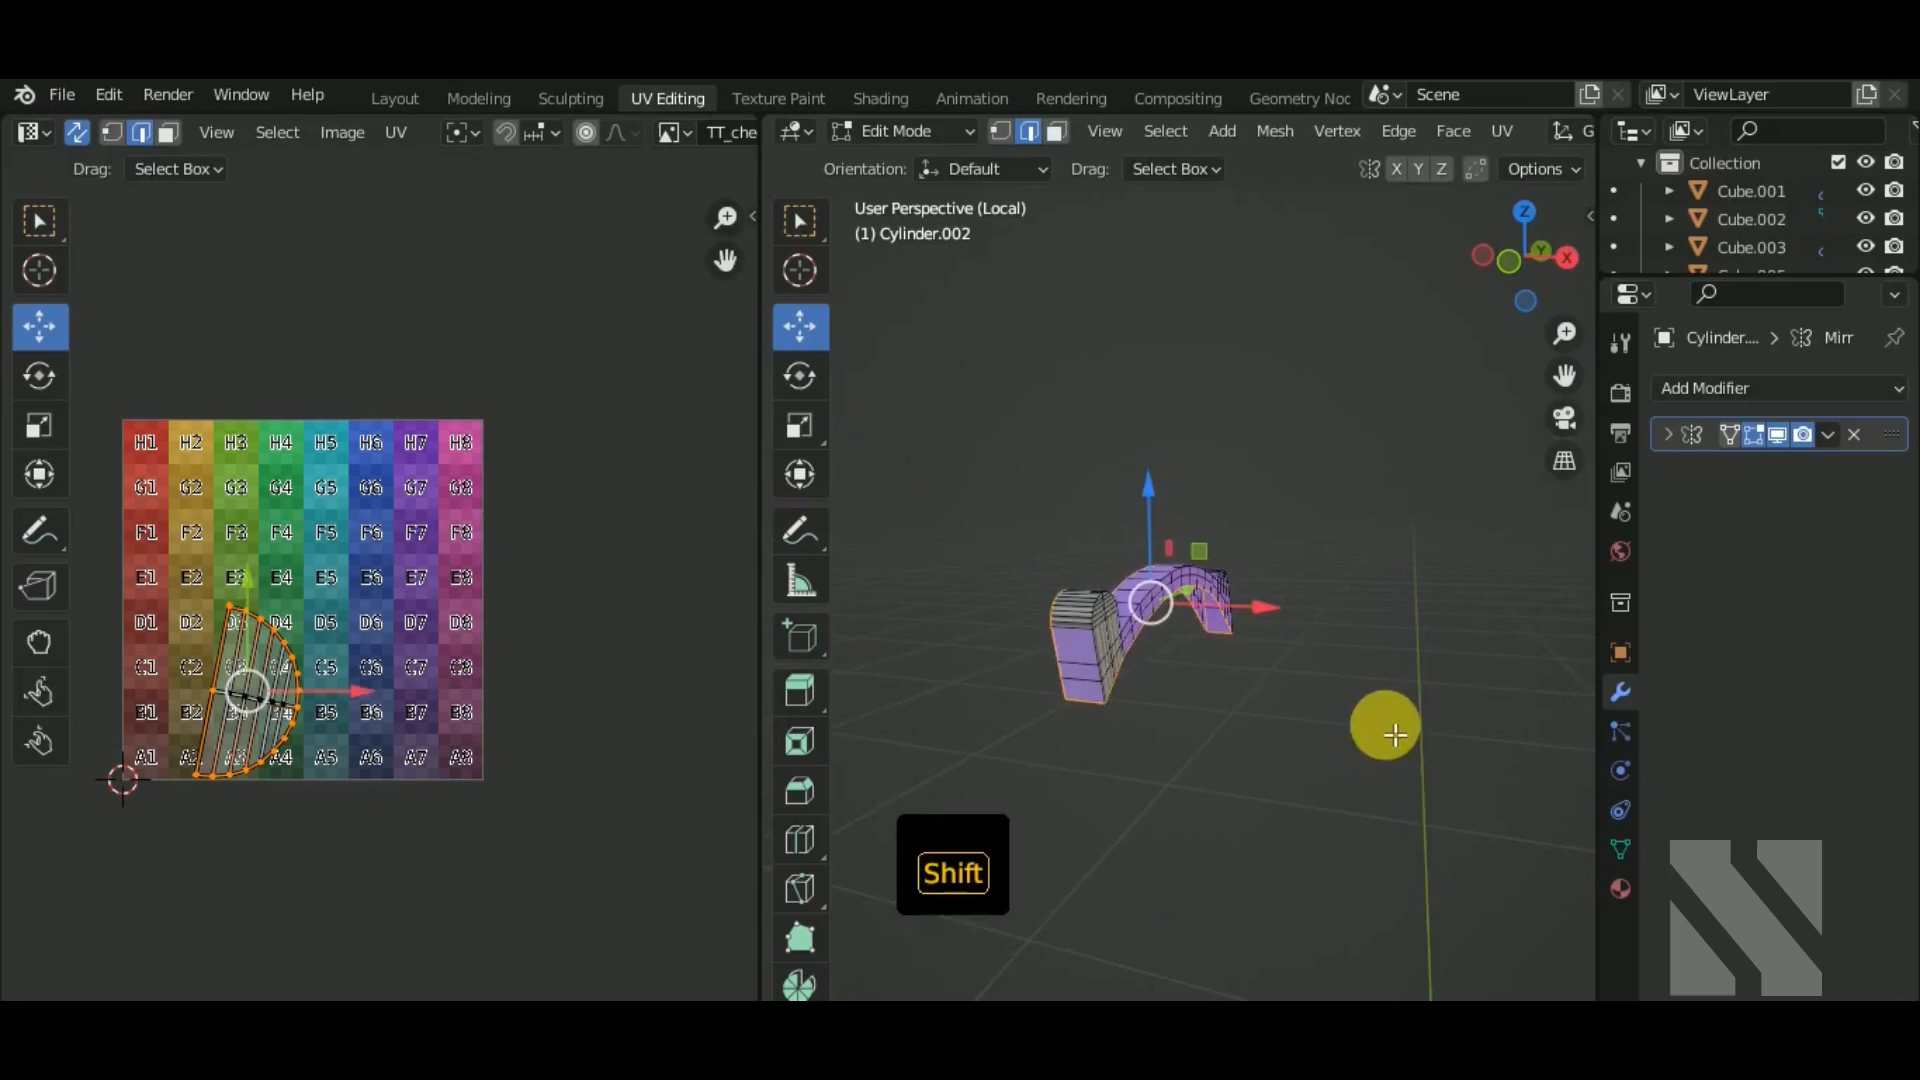 File Edit Render Window Help Layout Modeling Sculpting UV Editing Texture Paint Shading Animation Rendering Compositing Geometry Noc Scene ViewLayer
View Select Image UV TT_che Edit Mode View Select Add Mesh Vertex Edge Face UV G
Drag: Select Box Orientation: Default Drag: Select Box X Y Z Options
Collection
Cube.001
Cube.002
Cube.003
User Perspective (Local)
(1) Cylinder.002
Z
Y
X
Cylinder.... > Mirr
Add Modifier
H1 H2 H3 H4 H5 H6 H7 H8
G1 G2 G3 G4 G5 G6 G7 G8
F1 F2 F3 F4 F5 F6 F7 F8
E1 E2 E3 E4 E5 E6 E7 E8
D1 D2 D4 D5 D6 D7 D8
C1 C2 C5 C6 C7 C8
B1 B2 B4 B5 B6 B7 B8
A1 A3 A4 A5 A6 A7 A8
Shift